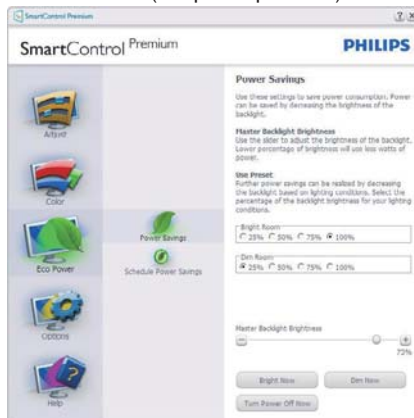 SmartControl Premium
? x
SmartControl Premium
PHILIPS
Adjust
Color
Eco Power
Options
Help
Power Savings
Schedule Power Savings
Power Savings
Use these settings to save power consumption. Power
can be saved by decreasing the brightness of the
backlight.
Master Backlight Brightness
Use the slider to adjust the brightness of the backlight.
Lower percentage of brightness will use less watts of
power.
Use Preset
Further power savings can be realized by decreasing
the backlight based on lighting conditions. Select the
percentage of the backlight brightness for your lighting
conditions.
Bright Room
25% 50% 75% 100%
Dim Room
25% 50% 75% 100%
Master Backlight Brightness
73%
Bright Now
Dim Now
Turn Power Off Now